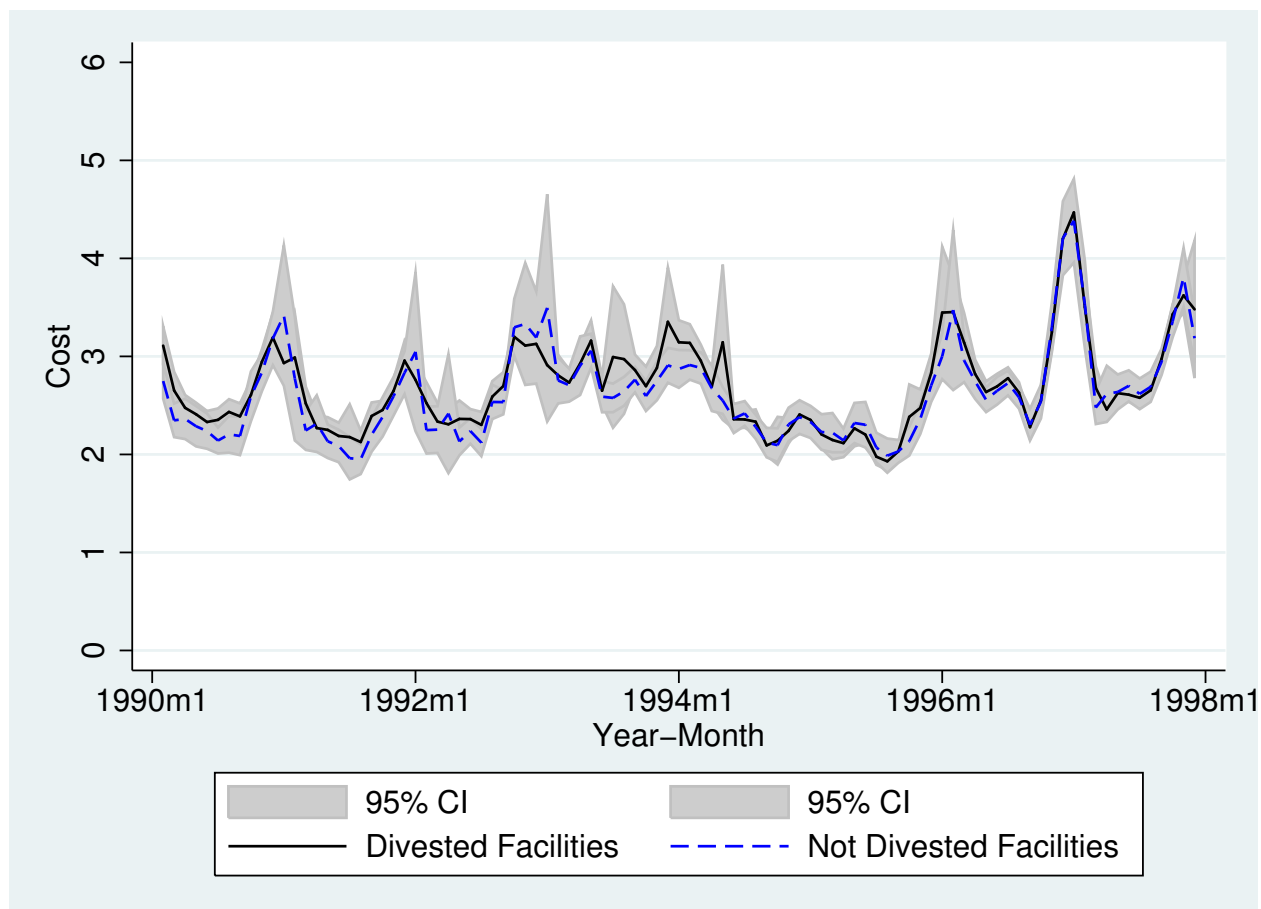 6
5
4
3
2
1
0
Cost
1990m1 1992m1 1994m1 1996m1 1998m1
Year−Month
95% CI 95% CI
Divested Facilities Not Divested Facilities